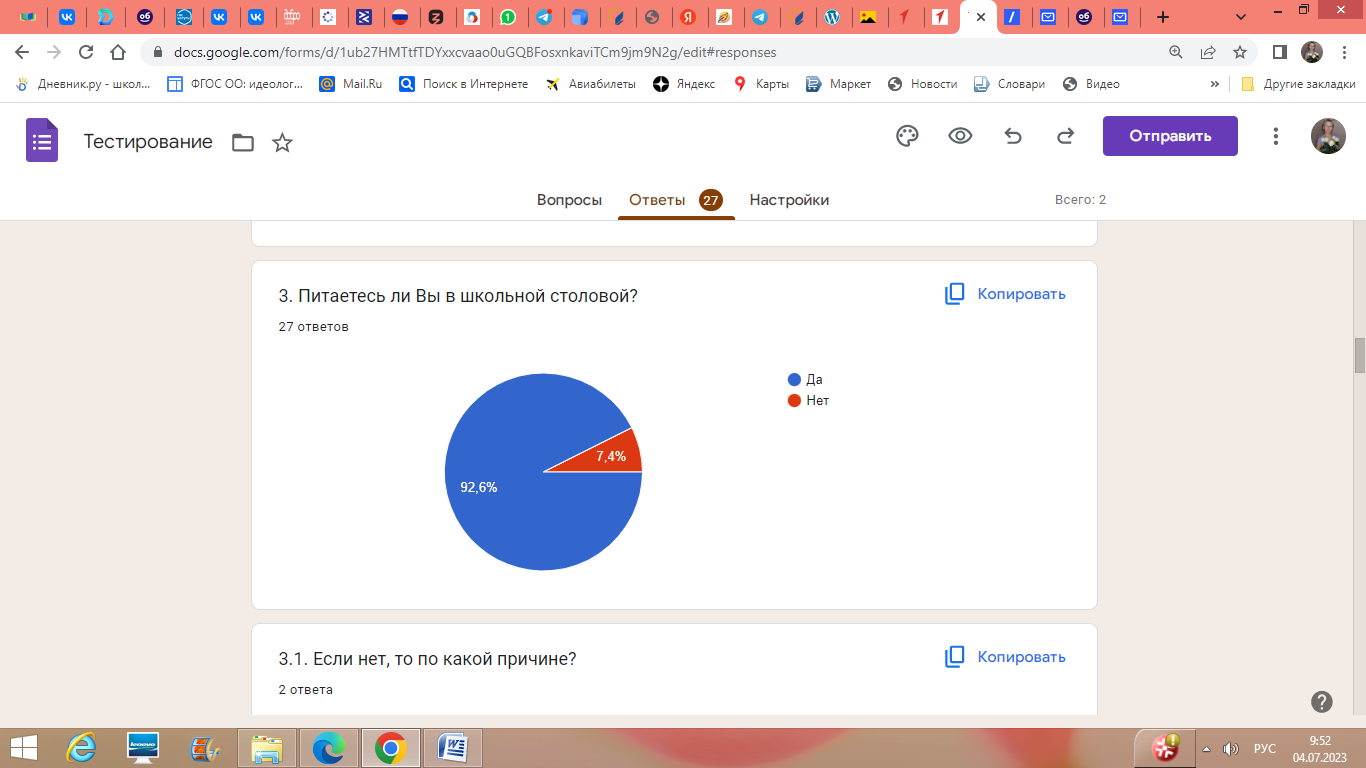 docs.google.com/forms/d/1ub27HMTtfTDYxxcvaao0uGQBFosxnkaviTCm9jm9N2g/edit#responses
Дневник.ру - школ... ФГОС ОО: идеолог... Mail.Ru Поиск в Интернете Авиабилеты Яндекс Карты Маркет Новости Словари Видео » Другие закладки
Тестирование
Отправить
Вопросы Ответы 27 Настройки Всего: 2
3. Питаетесь ли Вы в школьной столовой?
Копировать
27 ответов
Да
Нет
7,4%
92,6%
3.1. Если нет, то по какой причине?
Копировать
2 ответа
РУС
9:52
04.07.2023